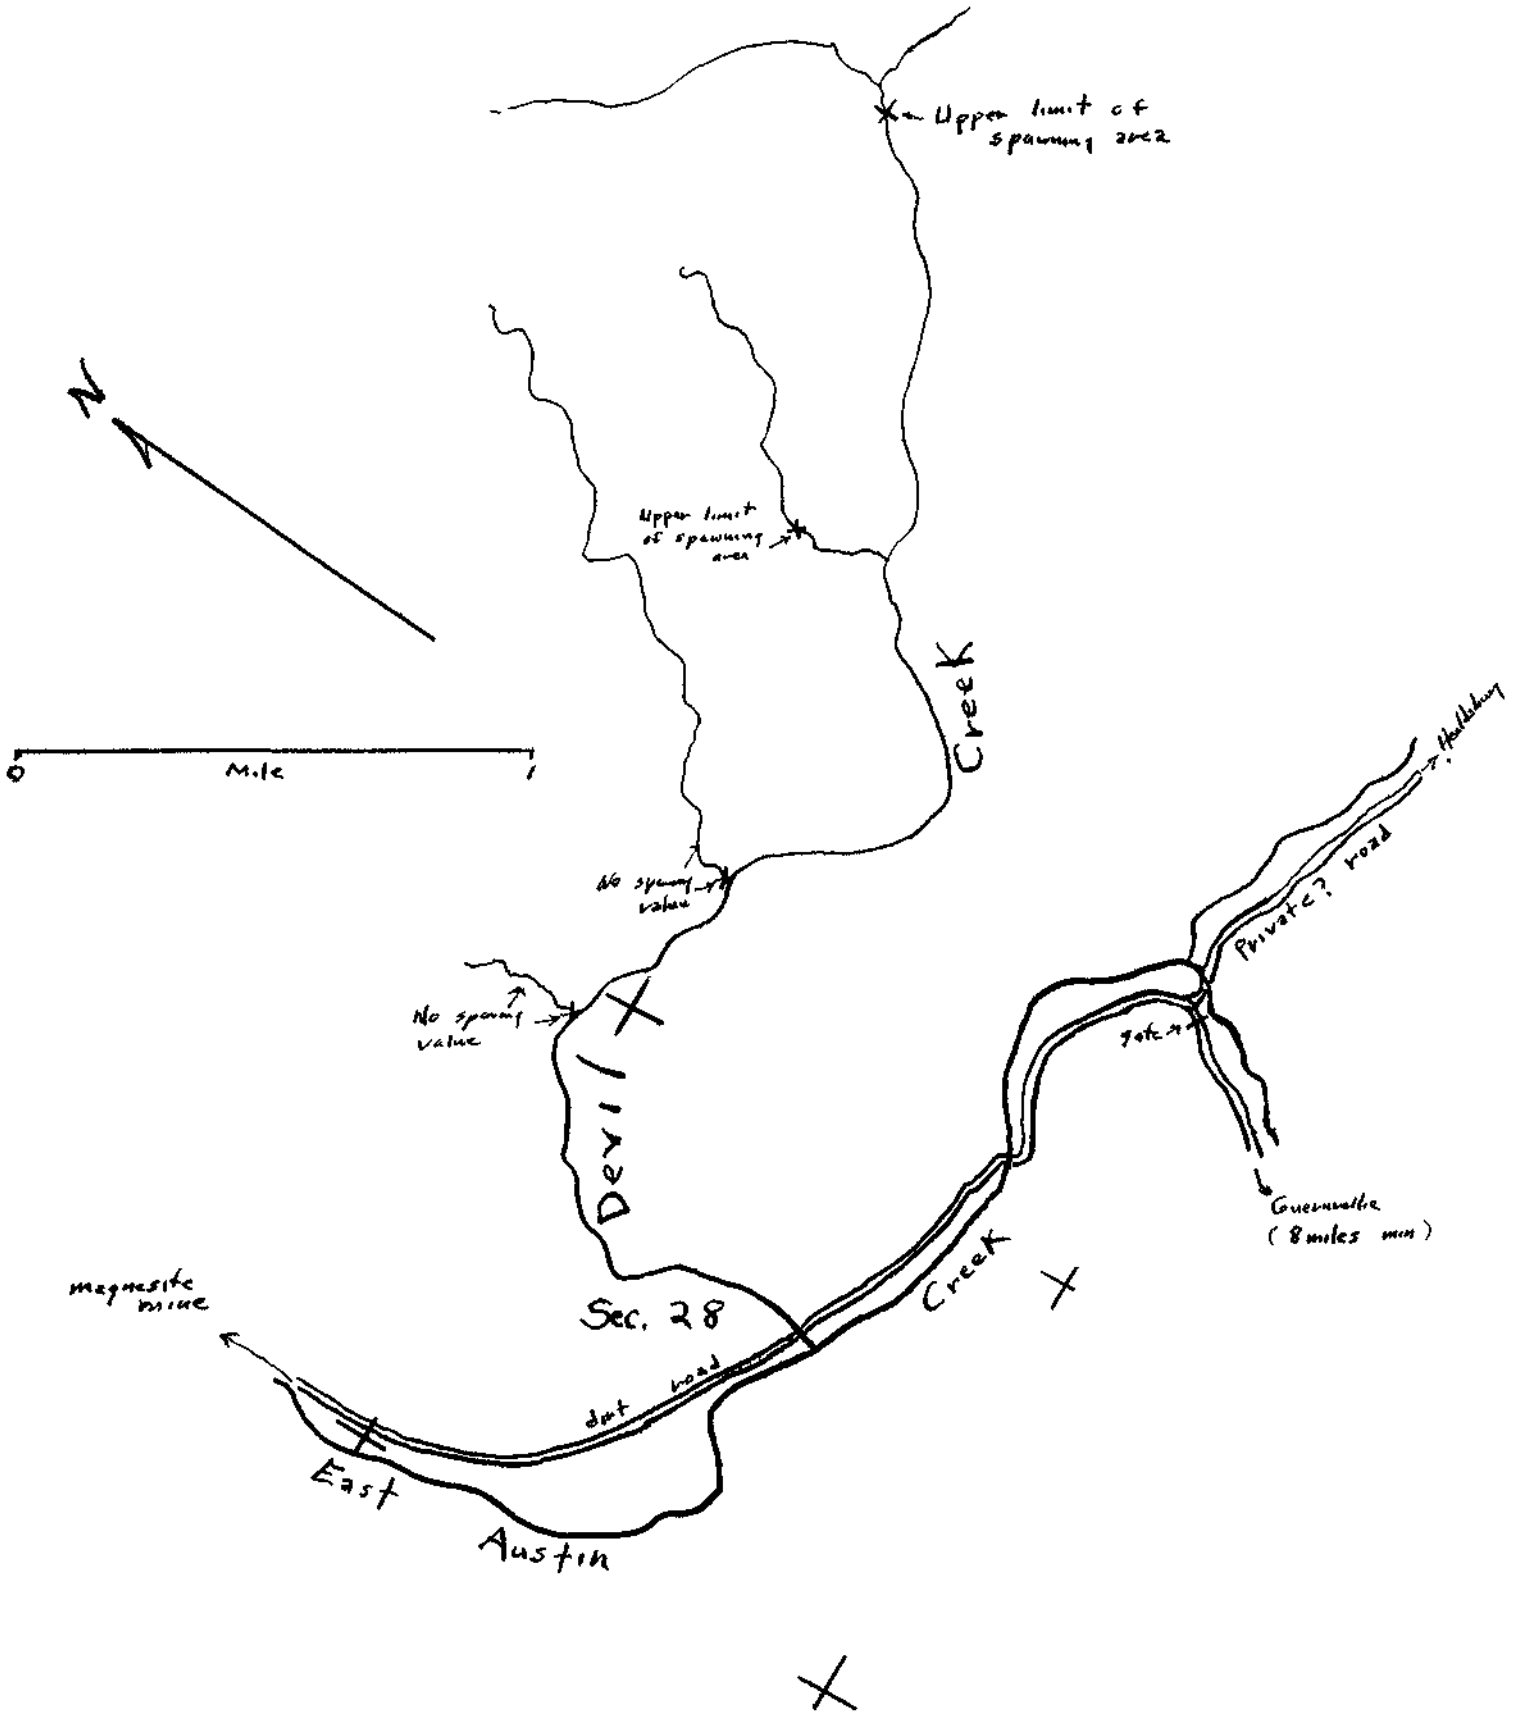 Upper limit of
spawning area
N
Upper limit
of spawning
area
Creek
0
Mile
1
Healdsburg
Private? road
No spawning
value
No spawning
value
gate
Devil
Guerneville
(8 miles min)
Creek
magnesite
mine
Sec. 28
dirt road
East
Austin